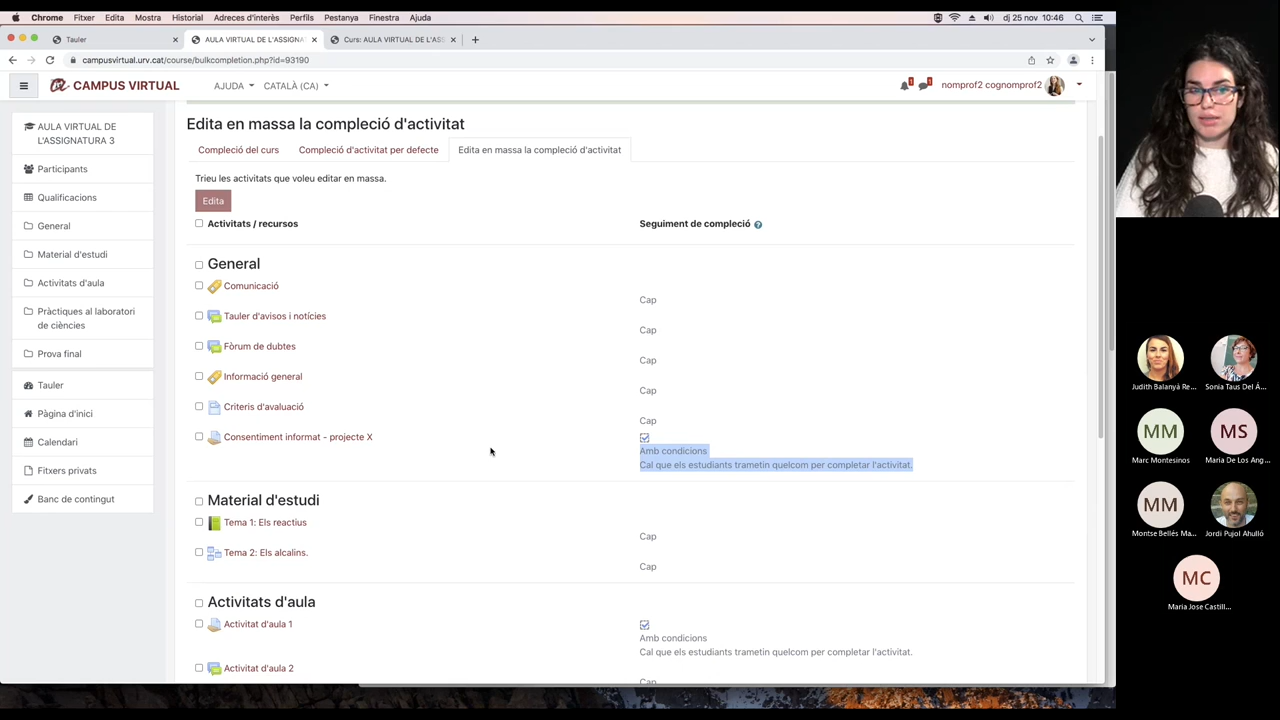 Chrome Fitxer Edita Mostra Historial Adreces d'interès Perfils Pestanya Finestra Ajuda dj 25 nov 10:46
Tauler AULA VIRTUAL DE L'ASSIGNA Curs: AULA VIRTUAL DE L'ASS
campusvirtual.urv.cat/course/bulkcompletion.php?id=93190
CAMPUS VIRTUAL AJUDA CATALÀ (CA) 1 1 nomprof2 cognomprof2
AULA VIRTUAL DE
L'ASSIGNATURA 3
Participants
Qualificacions
General
Material d'estudi
Activitats d'aula
Pràctiques al laboratori
de ciències
Prova final
Tauler
Pàgina d'inici
Calendari
Fitxers privats
Banc de contingut
Edita en massa la compleció d'activitat
Compleció del curs Compleció d'activitat per defecte Edita en massa la compleció d'activitat
Trieu les activitats que voleu editar en massa.
Edita
Activitats / recursos Seguiment de compleció
General
Comunicació
Cap
Tauler d'avisos i notícies
Cap
Fòrum de dubtes
Cap
Informació general
Cap
Criteris d'avaluació
Cap
Consentiment informat - projecte X
Amb condicions
Cal que els estudiants trametin quelcom per completar l'activitat.
Material d'estudi
Tema 1: Els reactius
Cap
Tema 2: Els alcalins.
Cap
Activitats d'aula
Activitat d'aula 1
Amb condicions
Cal que els estudiants trametin quelcom per completar l'activitat.
Activitat d'aula 2
Cap
Judith Balanyà Re... Sonia Taus Del Á...
MM MS
Marc Montesinos Maria De Los Ang...
MM
Montse Bellés Ma... Jordi Pujol Ahulló
MC
Maria Jose Castill...